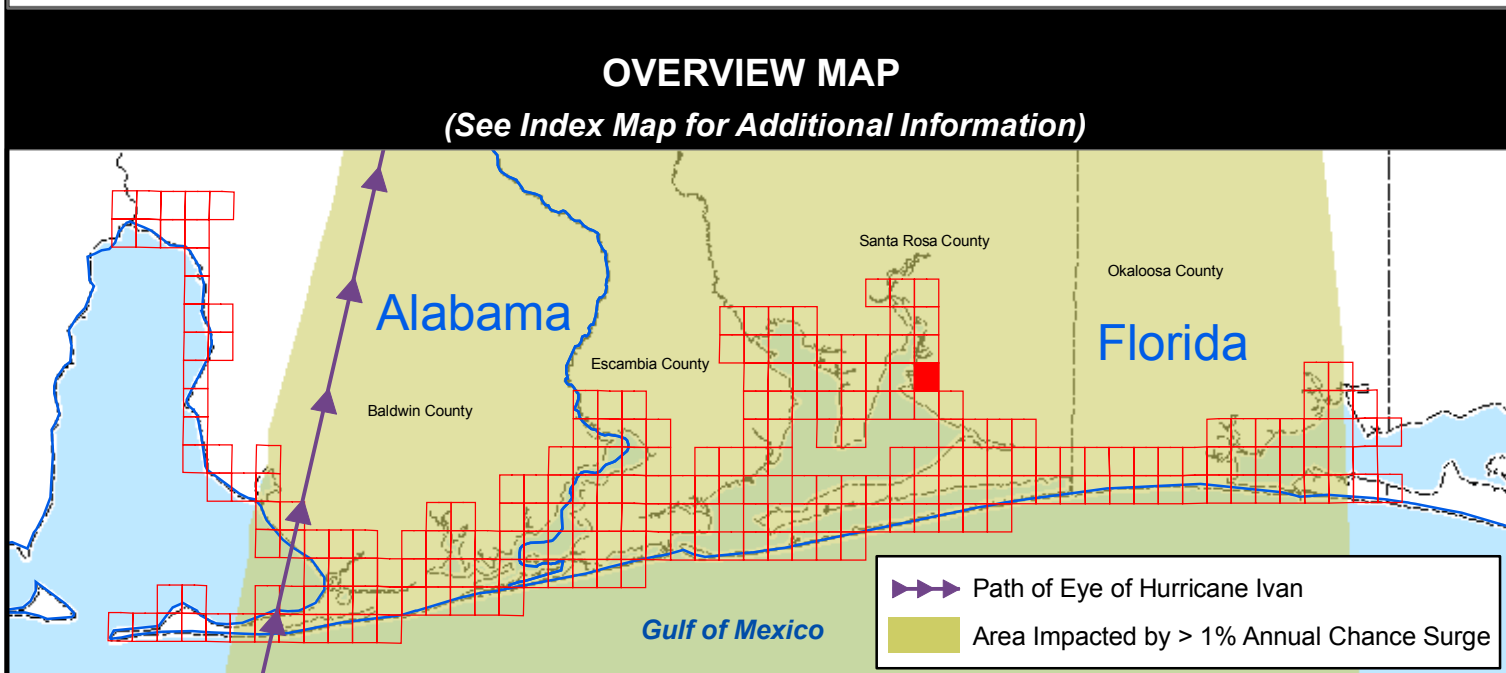 OVERVIEW MAP
(See Index Map for Additional Information)
Santa Rosa County
Okaloosa County
Alabama
Florida
Escambia County
Baldwin County
Path of Eye of Hurricane Ivan
Gulf of Mexico
Area Impacted by > 1% Annual Chance Surge